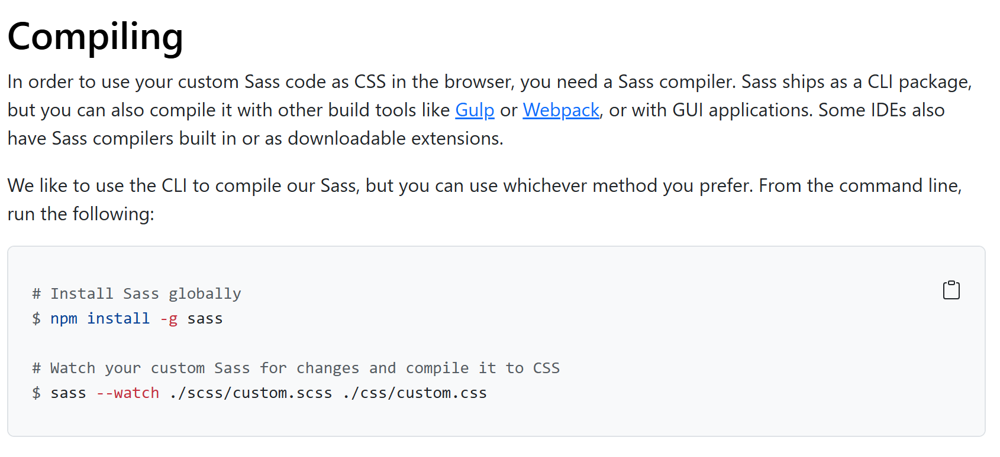 Compiling
In order to use your custom Sass code as CSS in the browser, you need a Sass compiler. Sass ships as a CLI package,
but you can also compile it with other build tools like Gulp or Webpack, or with GUI applications. Some IDEs also
have Sass compilers built in or as downloadable extensions.
We like to use the CLI to compile our Sass, but you can use whichever method you prefer. From the command line,
run the following:
# Install Sass globally
$ npm install -g sass
# Watch your custom Sass for changes and compile it to CSS
$ sass --watch ./scss/custom.scss ./css/custom.css